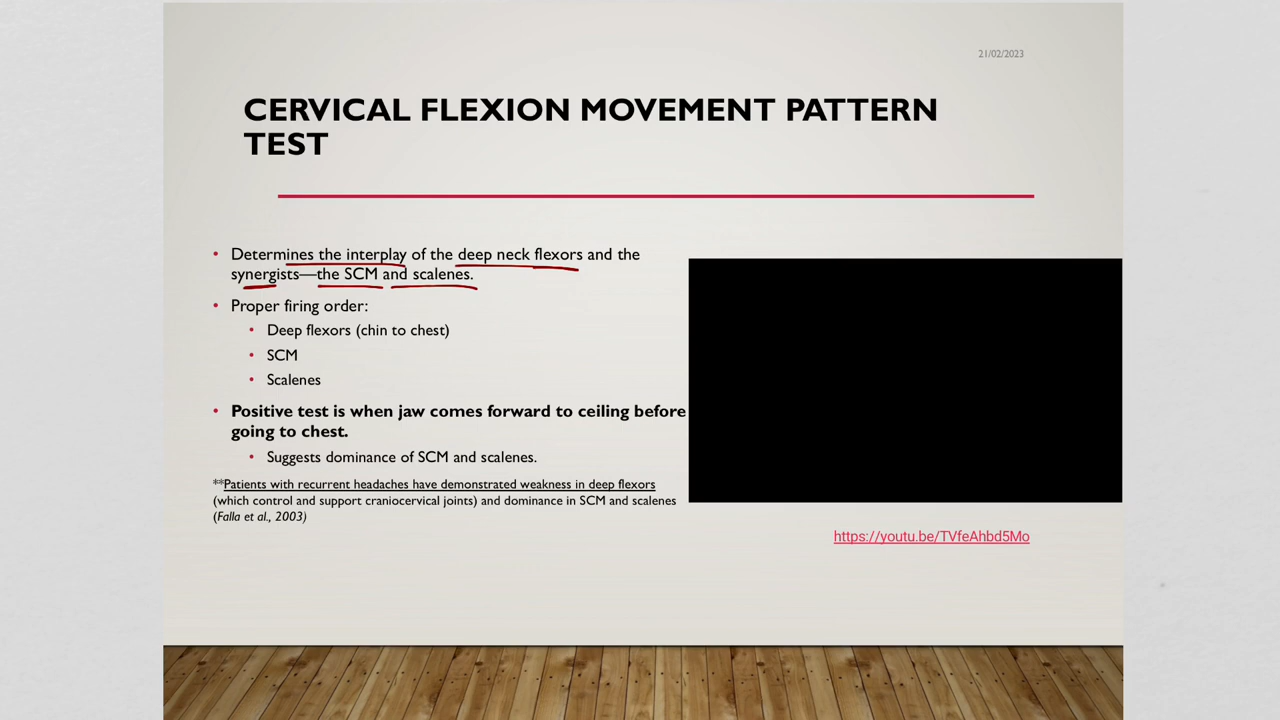 21/02/2023
CERVICAL FLEXION MOVEMENT PATTERN
TEST
• Determines the interplay of the deep neck flexors and the
synergists—the SCM and scalenes.
• Proper firing order:
• Deep flexors (chin to chest)
• SCM
• Scalenes
• Positive test is when jaw comes forward to ceiling before
going to chest.
• Suggests dominance of SCM and scalenes.
**Patients with recurrent headaches have demonstrated weakness in deep flexors
(which control and support craniocervical joints) and dominance in SCM and scalenes
(Falla et al., 2003)
https://youtu.be/TVfeAhbd5Mo